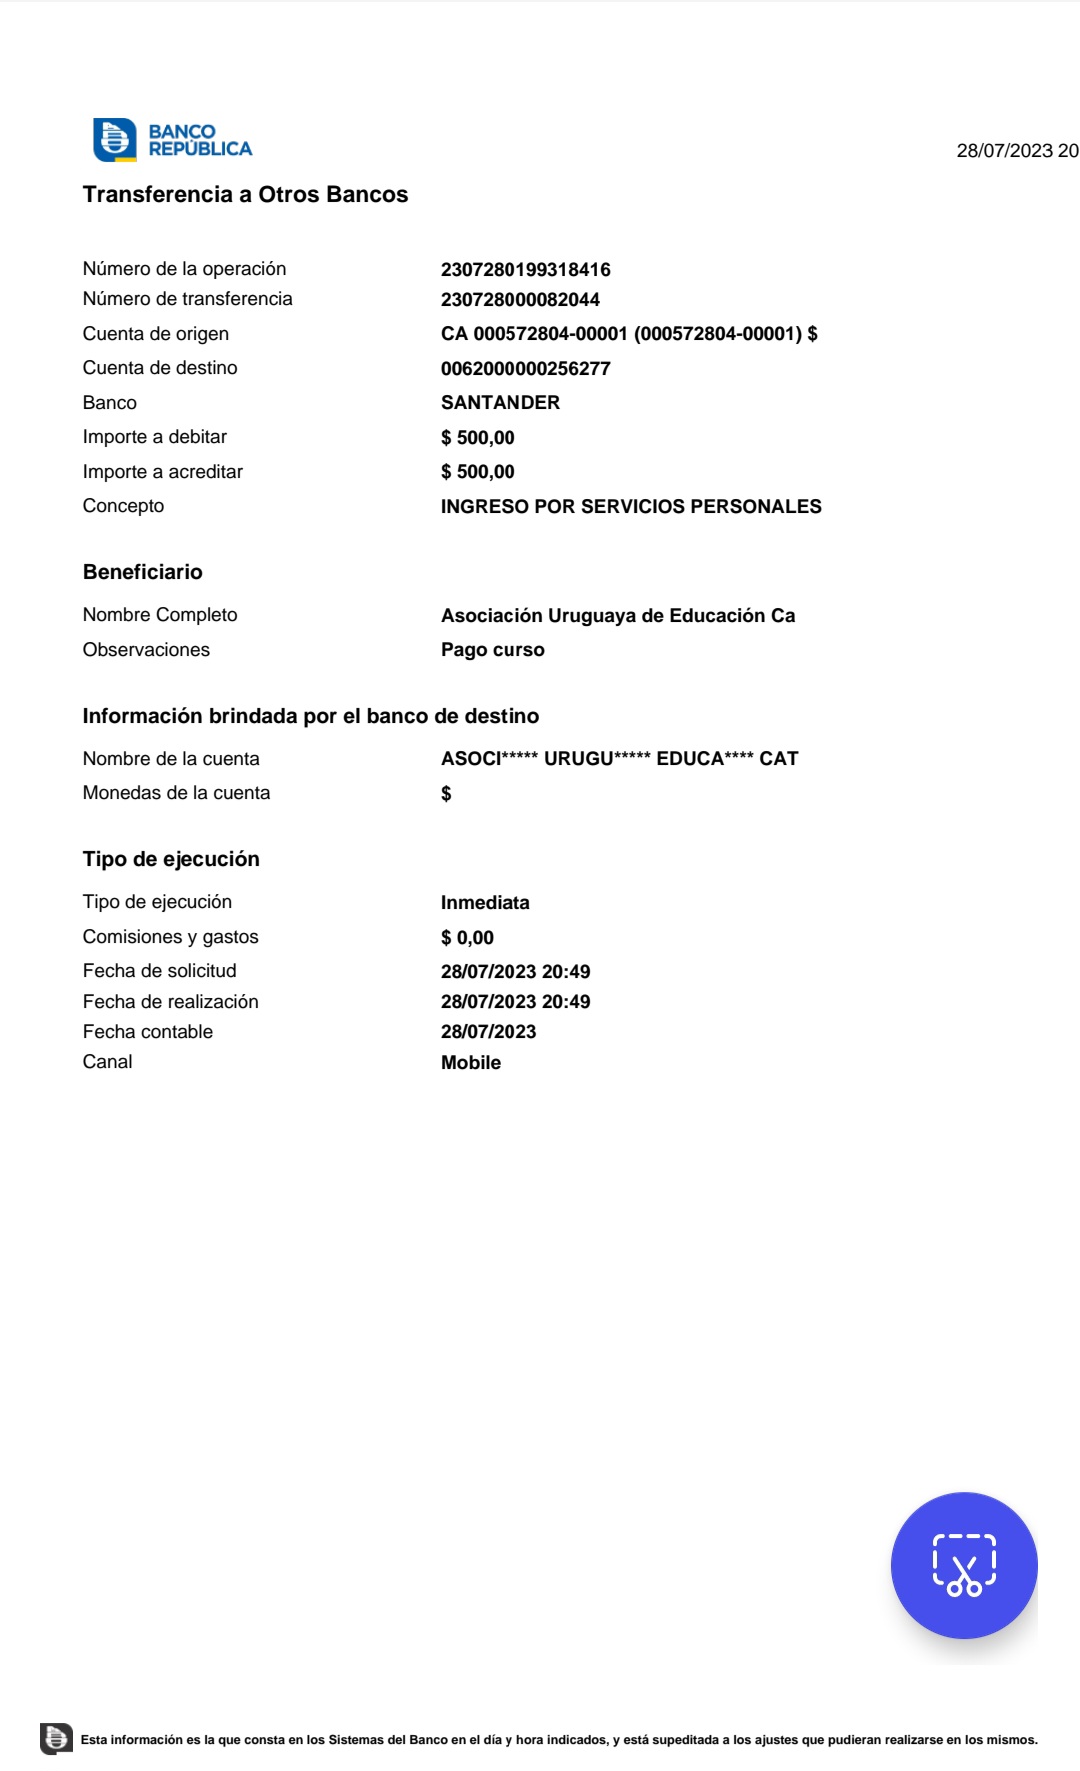 BANCO
REPÚBLICA
28/07/2023 20
Transferencia a Otros Bancos
Número de la operación 2307280199318416
Número de transferencia 230728000082044
Cuenta de origen CA 000572804-00001 (000572804-00001) $
Cuenta de destino 0062000000256277
Banco SANTANDER
Importe a debitar $ 500,00
Importe a acreditar $ 500,00
Concepto INGRESO POR SERVICIOS PERSONALES
Beneficiario
Nombre Completo Asociación Uruguaya de Educación Ca
Observaciones Pago curso
Información brindada por el banco de destino
Nombre de la cuenta ASOCI***** URUGU***** EDUCA**** CAT
Monedas de la cuenta $
Tipo de ejecución
Tipo de ejecución Inmediata
Comisiones y gastos $ 0,00
Fecha de solicitud 28/07/2023 20:49
Fecha de realización 28/07/2023 20:49
Fecha contable 28/07/2023
Canal Mobile
Esta información es la que consta en los Sistemas del Banco en el día y hora indicados, y está supeditada a los ajustes que pudieran realizarse en los mismos.